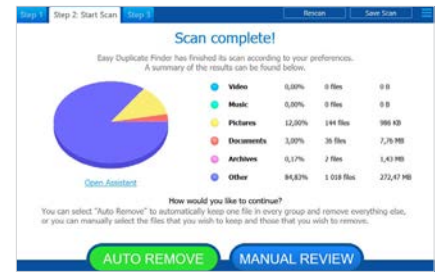 Step 1 Step 2: Start Scan Step 3 Rescan Save Scan
Scan complete!
Easy Duplicate Finder has finished its scan according to your preferences.
A summary of the results can be found below.
Video 0,00% 0 files 0 B
Music 0,00% 0 files 0 B
Pictures 12,00% 144 files 986 KB
Documents 3,00% 36 files 7,76 MB
Archives 0,17% 2 files 1,43 MB
Other 84,83% 1 018 files 272,47 MB
Open Assistant
How would you like to continue?
You can select "Auto Remove" to automatically keep one file in every group and remove everything else,
or you can manually select the files that you wish to keep and those that you wish to remove.
AUTO REMOVE MANUAL REVIEW